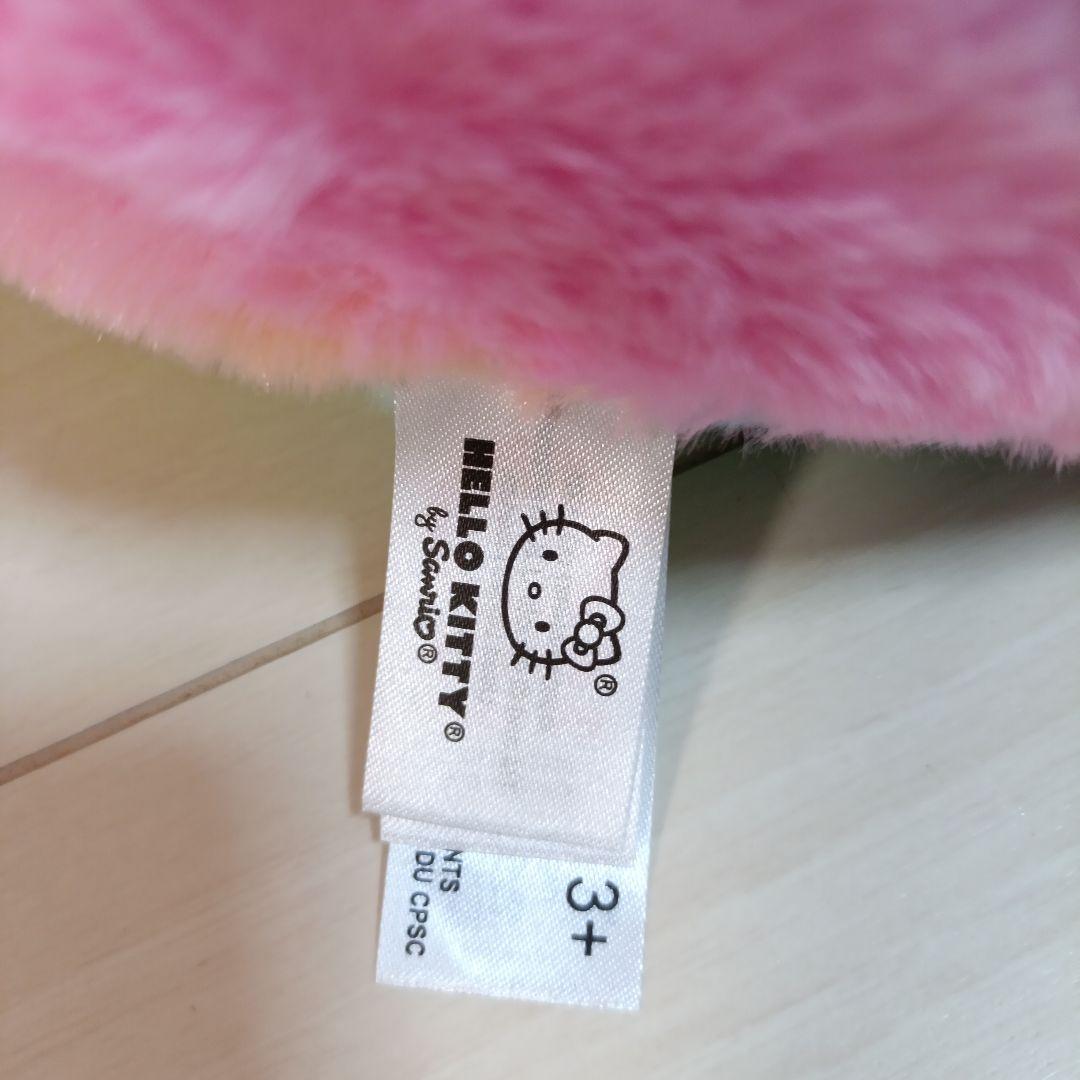 ®
HELLO KITTY®
by Sanrio®
3+
NTS
DU CPSC